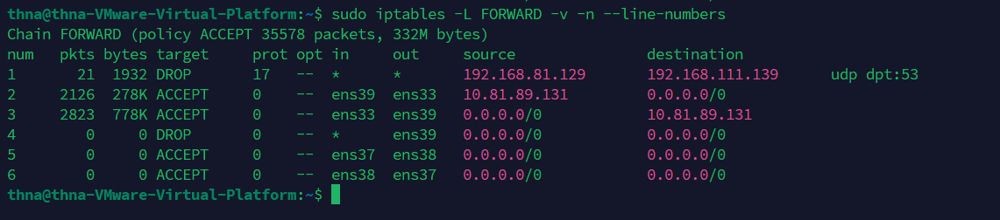 thna@thna-VMware-Virtual-Platform:~$ sudo iptables -L FORWARD -v -n --line-numbers
Chain FORWARD (policy ACCEPT 35578 packets, 332M bytes)
num   pkts bytes target     prot opt in     out     source               destination
1       21  1932 DROP       17   --  *      *       192.168.81.129       192.168.111.139      udp dpt:53
2     2126  278K ACCEPT     0    --  ens39  ens33   10.81.89.131         0.0.0.0/0
3     2823  778K ACCEPT     0    --  ens33  ens39   0.0.0.0/0            10.81.89.131
4        0     0 DROP       0    --  *      ens39   0.0.0.0/0            0.0.0.0/0
5        0     0 ACCEPT     0    --  ens37  ens38   0.0.0.0/0            0.0.0.0/0
6        0     0 ACCEPT     0    --  ens38  ens37   0.0.0.0/0            0.0.0.0/0
thna@thna-VMware-Virtual-Platform:~$